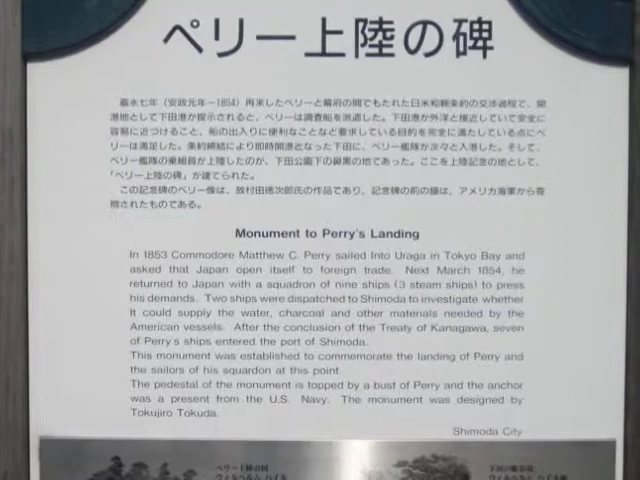 ペリー上陸の碑
嘉永七年（安政元年－1854）再来したペリーと幕府の間でもたれた日米和親条約の交渉過程で、開
港地として下田港が提示されると、ペリーは調査船を派遣した。下田港が外洋と接近していて安全に
容易に近づけること、船の出入りに便利なことなど要求している目的を完全に満たしている点にペ
リーは満足した。条約締結により即時開港となった下田に、ペリー艦隊が次々と入港した。そして、
ペリー艦隊の乗組員が上陸したのが、下田公園下の鼻黒の地であった。ここを上陸記念の地として、
「ペリー上陸の碑」が建てられた。
この記念碑のペリー像は、故村田徳次郎氏の作品であり、記念碑の前の錨は、アメリカ海軍から寄
贈されたものである。
Monument to Perry's Landing
In 1853 Commodore Matthew C. Perry sailed Into Uraga in Tokyo Bay and
asked that Japan open itself to foreign trade. Next March 1854, he
returned to Japan with a squadron of nine ships (3 steam ships) to press
his demands. Two ships were dispatched to Shimoda to investigate whether
It could supply the water, charcoal and other materials needed by the
American vessels. After the conclusion of the Treaty of Kanagawa, seven
of Perry's ships entered the port of Shimoda.
This monument was established to commemorate the landing of Perry and
the sailors of his squardon at this point
The pedestal of the monument is topped by a bust of Perry and the anchor
was a present from the U.S. Navy. The monument was designed by
Tokujiro Tokuda.
Shimoda City
ペリー上陸の図
ヴィルヘルム・ハイネ